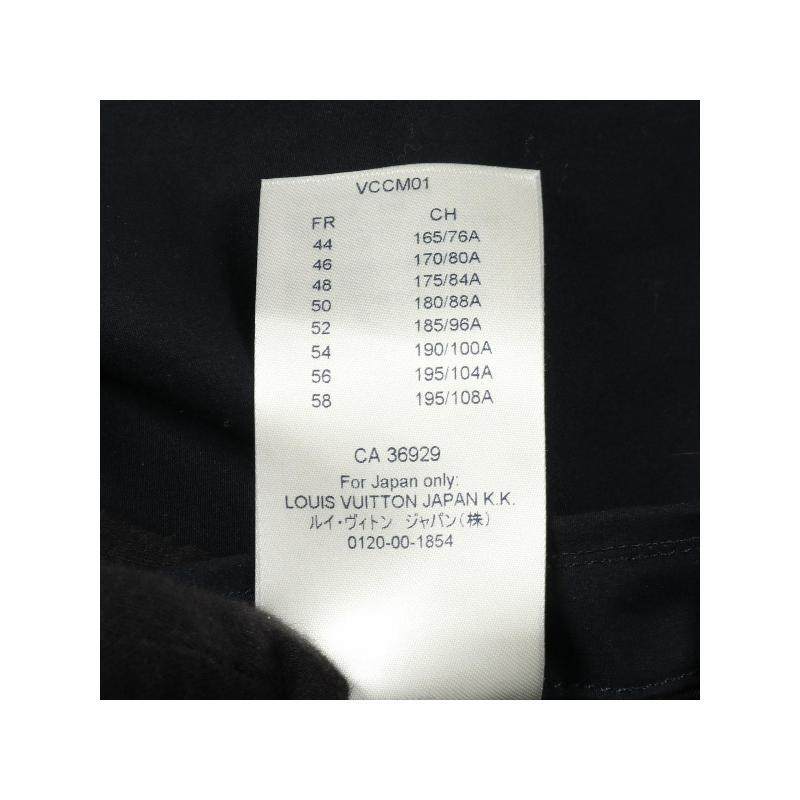 VCCM01
FR CH
44 165/76A
46 170/80A
48 175/84A
50 180/88A
52 185/96A
54 190/100A
56 195/104A
58 195/108A
CA 36929
For Japan only:
LOUIS VUITTON JAPAN K.K.
ルイ・ヴィトン ジャパン(株)
0120-00-1854